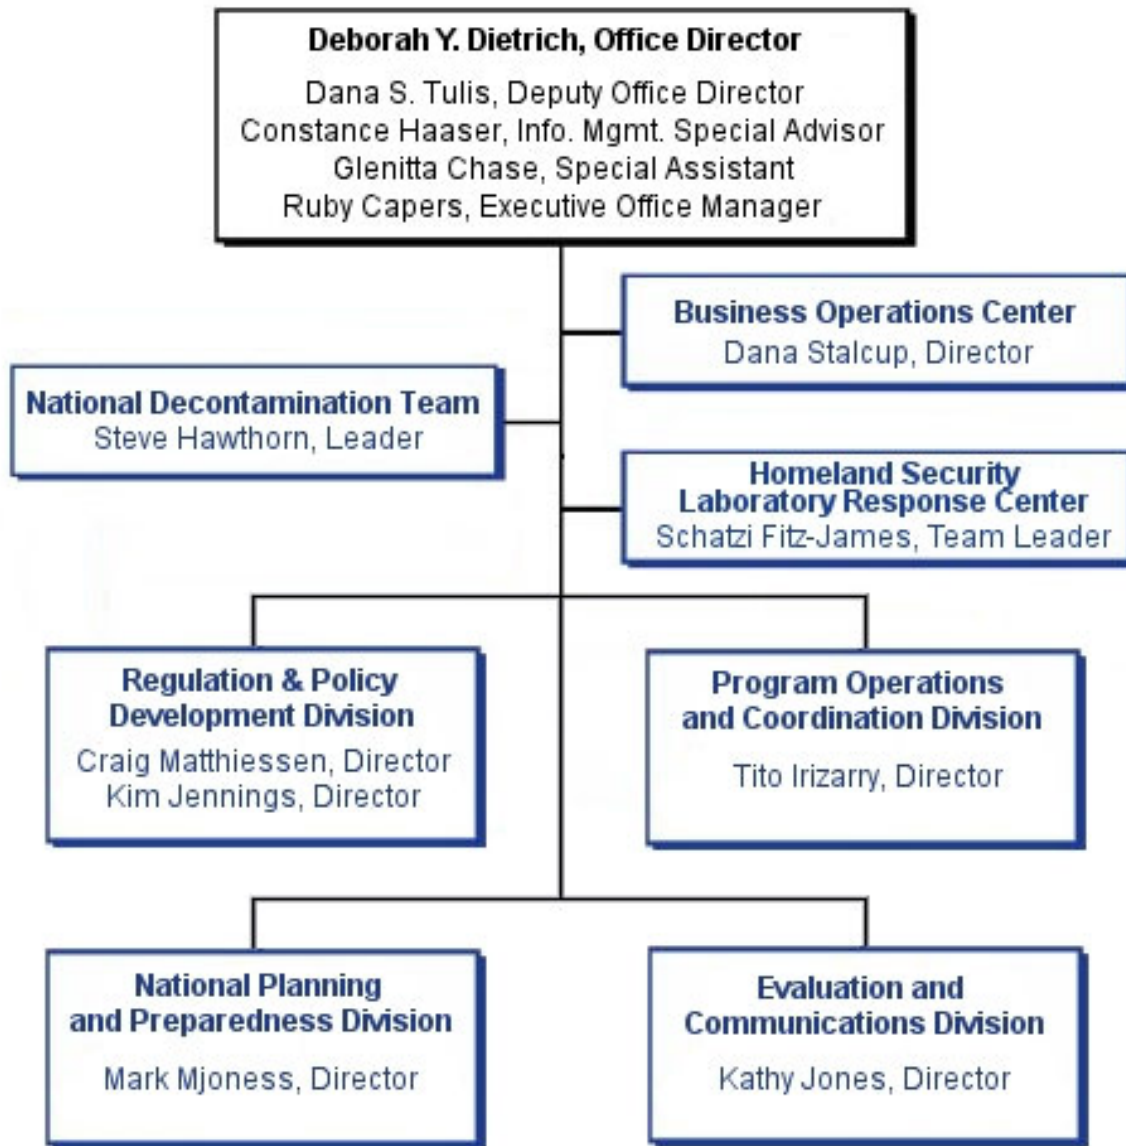 Deborah Y. Dietrich, Office Director
Dana S. Tulis, Deputy Office Director
Constance Haaser, Info. Mgmt. Special Advisor
Glenitta Chase, Special Assistant
Ruby Capers, Executive Office Manager
Business Operations Center
Dana Stalcup, Director
National Decontamination Team
Steve Hawthorn, Leader
Homeland Security
Laboratory Response Center
Schatzi Fitz-James, Team Leader
Regulation & Policy
Development Division
Craig Matthiessen, Director
Kim Jennings, Director
Program Operations
and Coordination Division
Tito Irizarry, Director
National Planning
and Preparedness Division
Mark Mjoness, Director
Evaluation and
Communications Division
Kathy Jones, Director